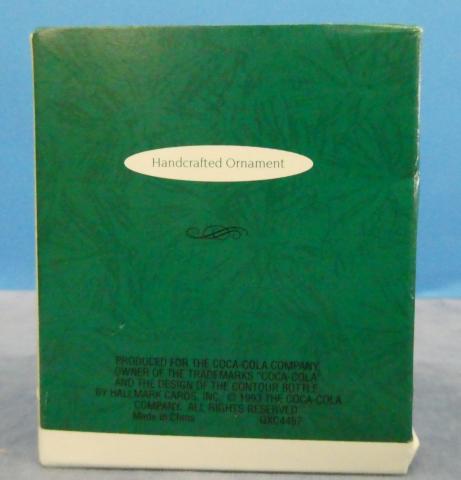 Handcrafted Ornament
PRODUCED FOR THE COCA-COLA COMPANY,
OWNER OF THE TRADEMARKS "COCA-COLA"
AND THE DESIGN OF THE CONTOUR BOTTLE,
BY HALLMARK CARDS, INC. © 1993 THE COCA-COLA
COMPANY. ALL RIGHTS RESERVED
Made in China QXC4457